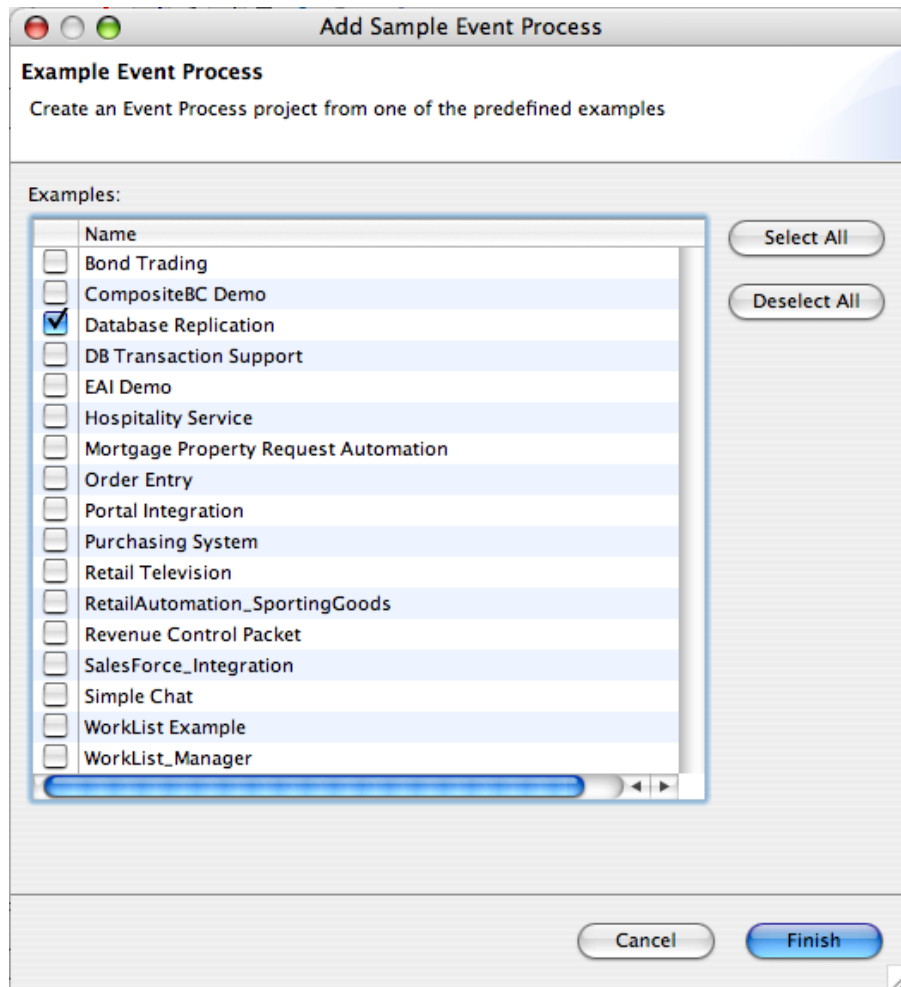 Add Sample Event Process
Example Event Process
Create an Event Process project from one of the predefined examples
Examples:
Name
Bond Trading
CompositeBC Demo
Database Replication
DB Transaction Support
EAI Demo
Hospitality Service
Mortgage Property Request Automation
Order Entry
Portal Integration
Purchasing System
Retail Television
RetailAutomation_SportingGoods
Revenue Control Packet
SalesForce_Integration
Simple Chat
WorkList Example
WorkList_Manager
Select All
Deselect All
Cancel
Finish